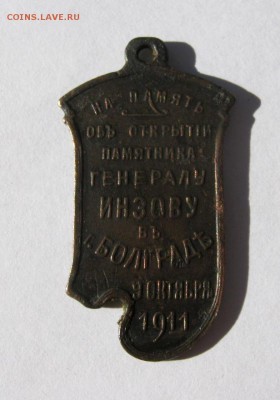 COINS.LAVE.RU
НА ПАМЯТЬ
ОБЪ ОТКРЫТІИ
ПАМЯТНИКА
ГЕНЕРАЛУ
ИНЗОВУ
ВЪ
Г. БОЛГРАДѢ
9 ОКТЯБРЯ
1911